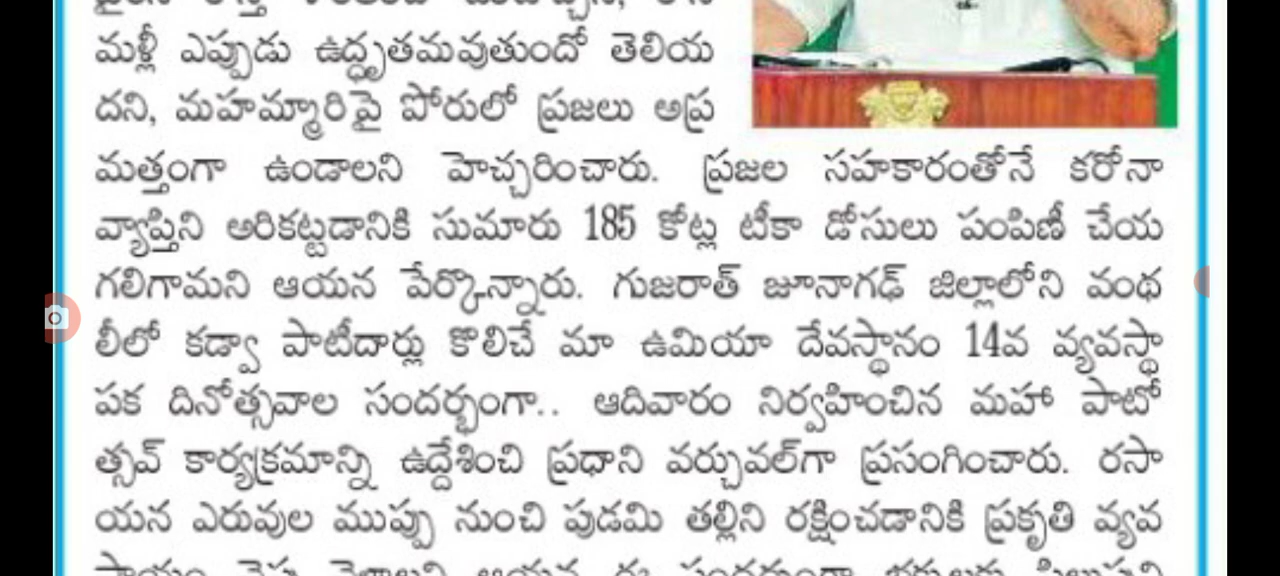 మళ్లీ ఎప్పుడు ఉద్ధృతమవుతుందో తెలియ
దని, మహమ్మారిపై పోరులో ప్రజలు అప్ర
మత్తంగా ఉండాలని హెచ్చరించారు. ప్రజల సహకారంతోనే కరోనా
వ్యాప్తిని అరికట్టడానికి సుమారు 185 కోట్ల టీకా డోసులు పంపిణీ చేయ
గలిగామని ఆయన పేర్కొన్నారు. గుజరాత్ జూనాగఢ్ జిల్లాలోని వంథ
లీలో కడ్వా పాటీదార్లు కొలిచే మా ఉమియా దేవస్థానం 14వ వ్యవస్థా
పక దినోత్సవాల సందర్భంగా.. ఆదివారం నిర్వహించిన మహా పాటో
త్సవ్ కార్యక్రమాన్ని ఉద్దేశించి ప్రధాని వర్చువల్‌గా ప్రసంగించారు. రసా
యన ఎరువుల ముప్పు నుంచి పుడమి తల్లిని రక్షించడానికి ప్రకృతి వ్యవ